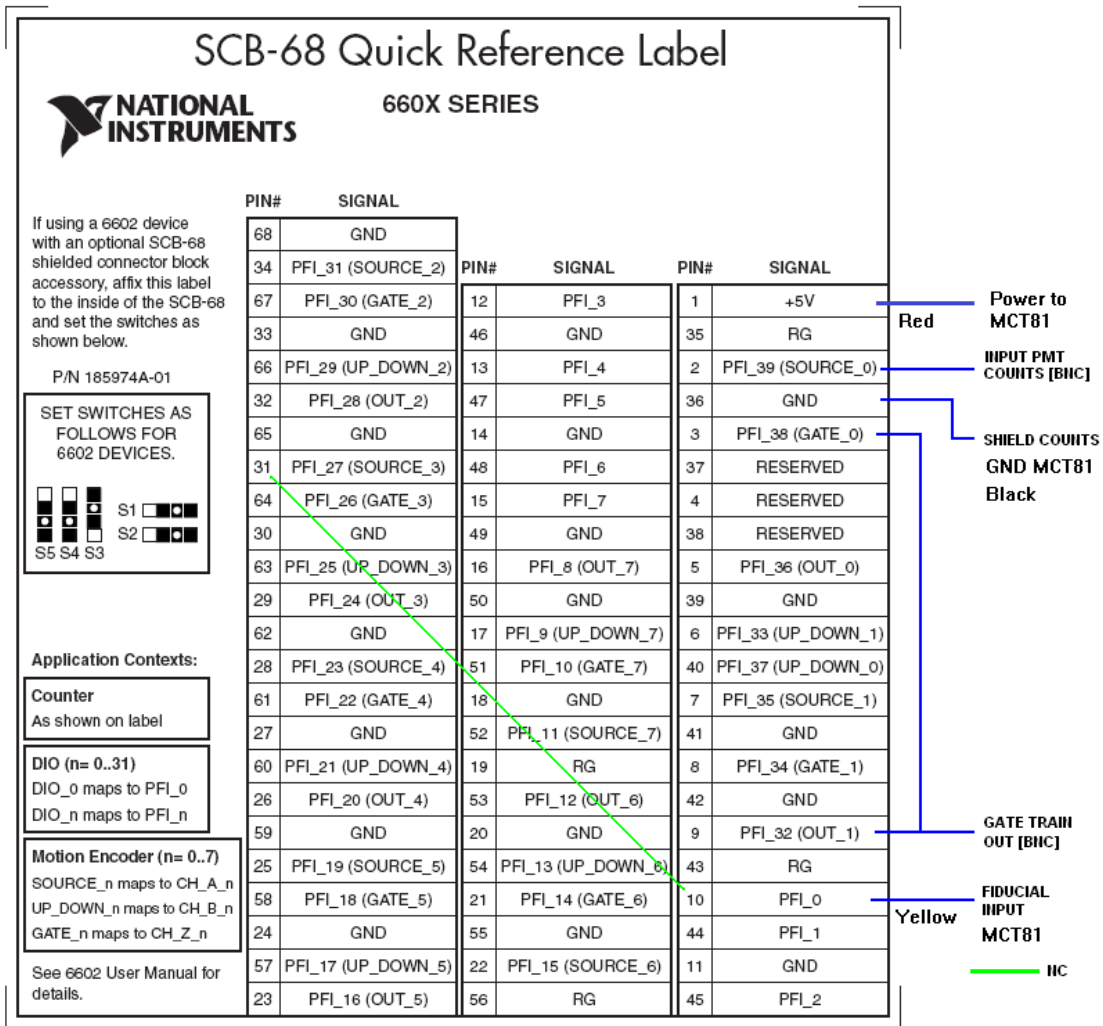 SCB-68 Quick Reference Label
NATIONAL
INSTRUMENTS
660X SERIES
If using a 6602 device
with an optional SCB-68
shielded connector block
accessory, affix this label
to the inside of the SCB-68
and set the switches as
shown below.
P/N 185974A-01
SET SWITCHES AS
FOLLOWS FOR
6602 DEVICES.
S1
S2
S5 S4 S3
Application Contexts:
Counter
As shown on label
DIO (n= 0..31)
DIO_0 maps to PFI_0
DIO_n maps to PFI_n
Motion Encoder (n= 0..7)
SOURCE_n maps to CH_A_n
UP_DOWN_n maps to CH_B_n
GATE_n maps to CH_Z_n
See 6602 User Manual for
details.
PIN# SIGNAL
68 GND
34 PFI_31 (SOURCE_2)
67 PFI_30 (GATE_2)
33 GND
66 PFI_29 (UP_DOWN_2)
32 PFI_28 (OUT_2)
65 GND
31 PFI_27 (SOURCE_3)
64 PFI_26 (GATE_3)
30 GND
63 PFI_25 (UP_DOWN_3)
29 PFI_24 (OUT_3)
62 GND
28 PFI_23 (SOURCE_4)
61 PFI_22 (GATE_4)
27 GND
60 PFI_21 (UP_DOWN_4)
26 PFI_20 (OUT_4)
59 GND
25 PFI_19 (SOURCE_5)
58 PFI_18 (GATE_5)
24 GND
57 PFI_17 (UP_DOWN_5)
23 PFI_16 (OUT_5)
PIN# SIGNAL
12 PFI_3
46 GND
13 PFI_4
47 PFI_5
14 GND
48 PFI_6
15 PFI_7
49 GND
16 PFI_8 (OUT_7)
50 GND
17 PFI_9 (UP_DOWN_7)
51 PFI_10 (GATE_7)
18 GND
52 PFI_11 (SOURCE_7)
19 RG
53 PFI_12 (OUT_6)
20 GND
54 PFI_13 (UP_DOWN_6)
21 PFI_14 (GATE_6)
55 GND
22 PFI_15 (SOURCE_6)
56 RG
PIN# SIGNAL
1 +5V
35 RG
2 PFI_39 (SOURCE_0)
36 GND
3 PFI_38 (GATE_0)
37 RESERVED
4 RESERVED
38 RESERVED
5 PFI_36 (OUT_0)
39 GND
6 PFI_33 (UP_DOWN_1)
40 PFI_37 (UP_DOWN_0)
7 PFI_35 (SOURCE_1)
41 GND
8 PFI_34 (GATE_1)
42 GND
9 PFI_32 (OUT_1)
43 RG
10 PFI_0
44 PFI_1
11 GND
45 PFI_2
Red
Power to
MCT81
INPUT PMT
COUNTS [BNC]
SHIELD COUNTS
GND MCT81
Black
GATE TRAIN
OUT [BNC]
Yellow
FIDUCIAL
INPUT
MCT81
NC